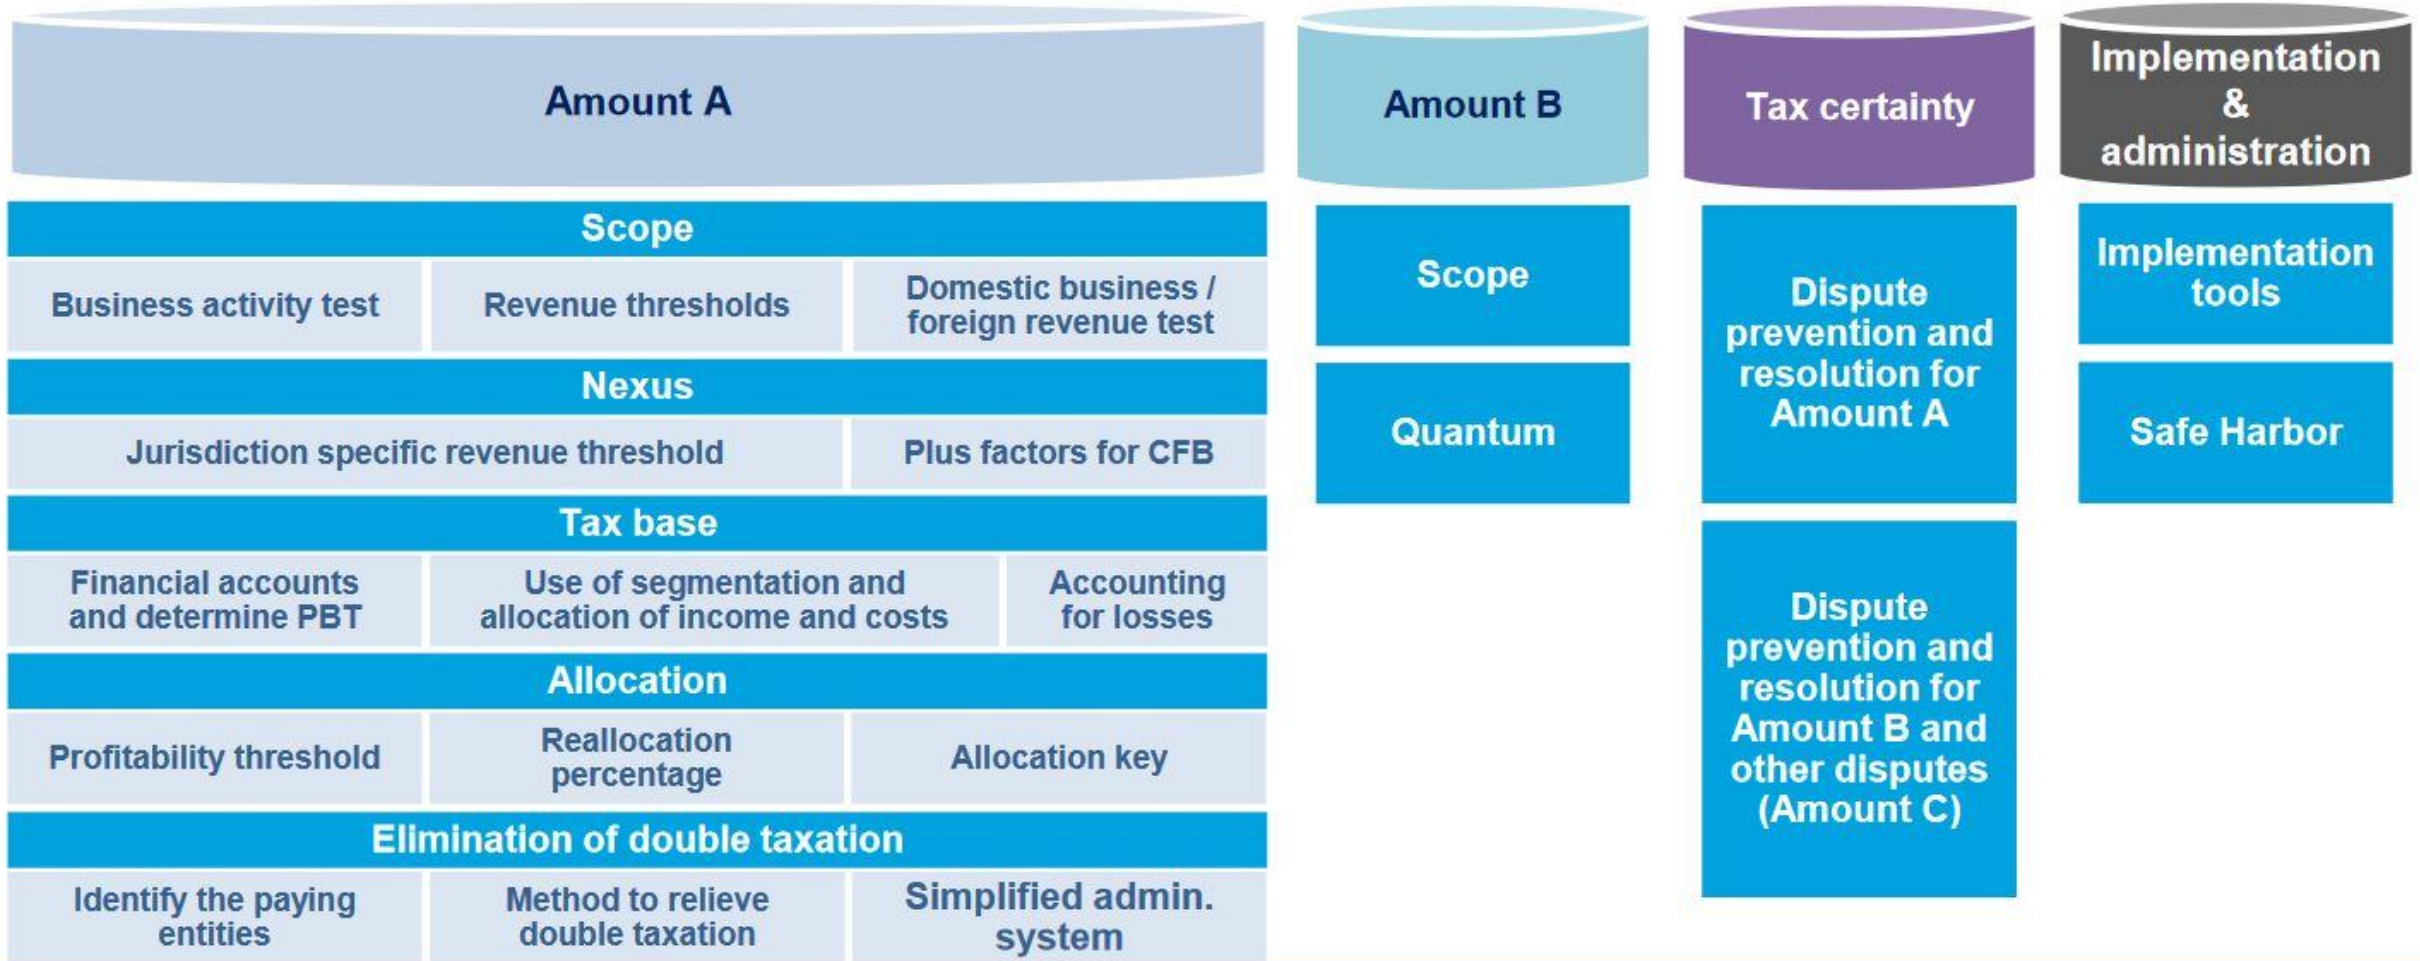 Amount A
Scope
Business activity test
Revenue thresholds
Domestic business /
foreign revenue test
Nexus
Jurisdiction specific revenue threshold
Plus factors for CFB
Tax base
Financial accounts
and determine PBT
Use of segmentation and
allocation of income and costs
Accounting
for losses
Allocation
Profitability threshold
Reallocation
percentage
Allocation key
Elimination of double taxation
Identify the paying
entities
Method to relieve
double taxation
Simplified admin.
system
Amount B
Scope
Quantum
Tax certainty
Dispute
prevention and
resolution for
Amount A
Dispute
prevention and
resolution for
Amount B and
other disputes
(Amount C)
Implementation
&
administration
Implementation
tools
Safe Harbor